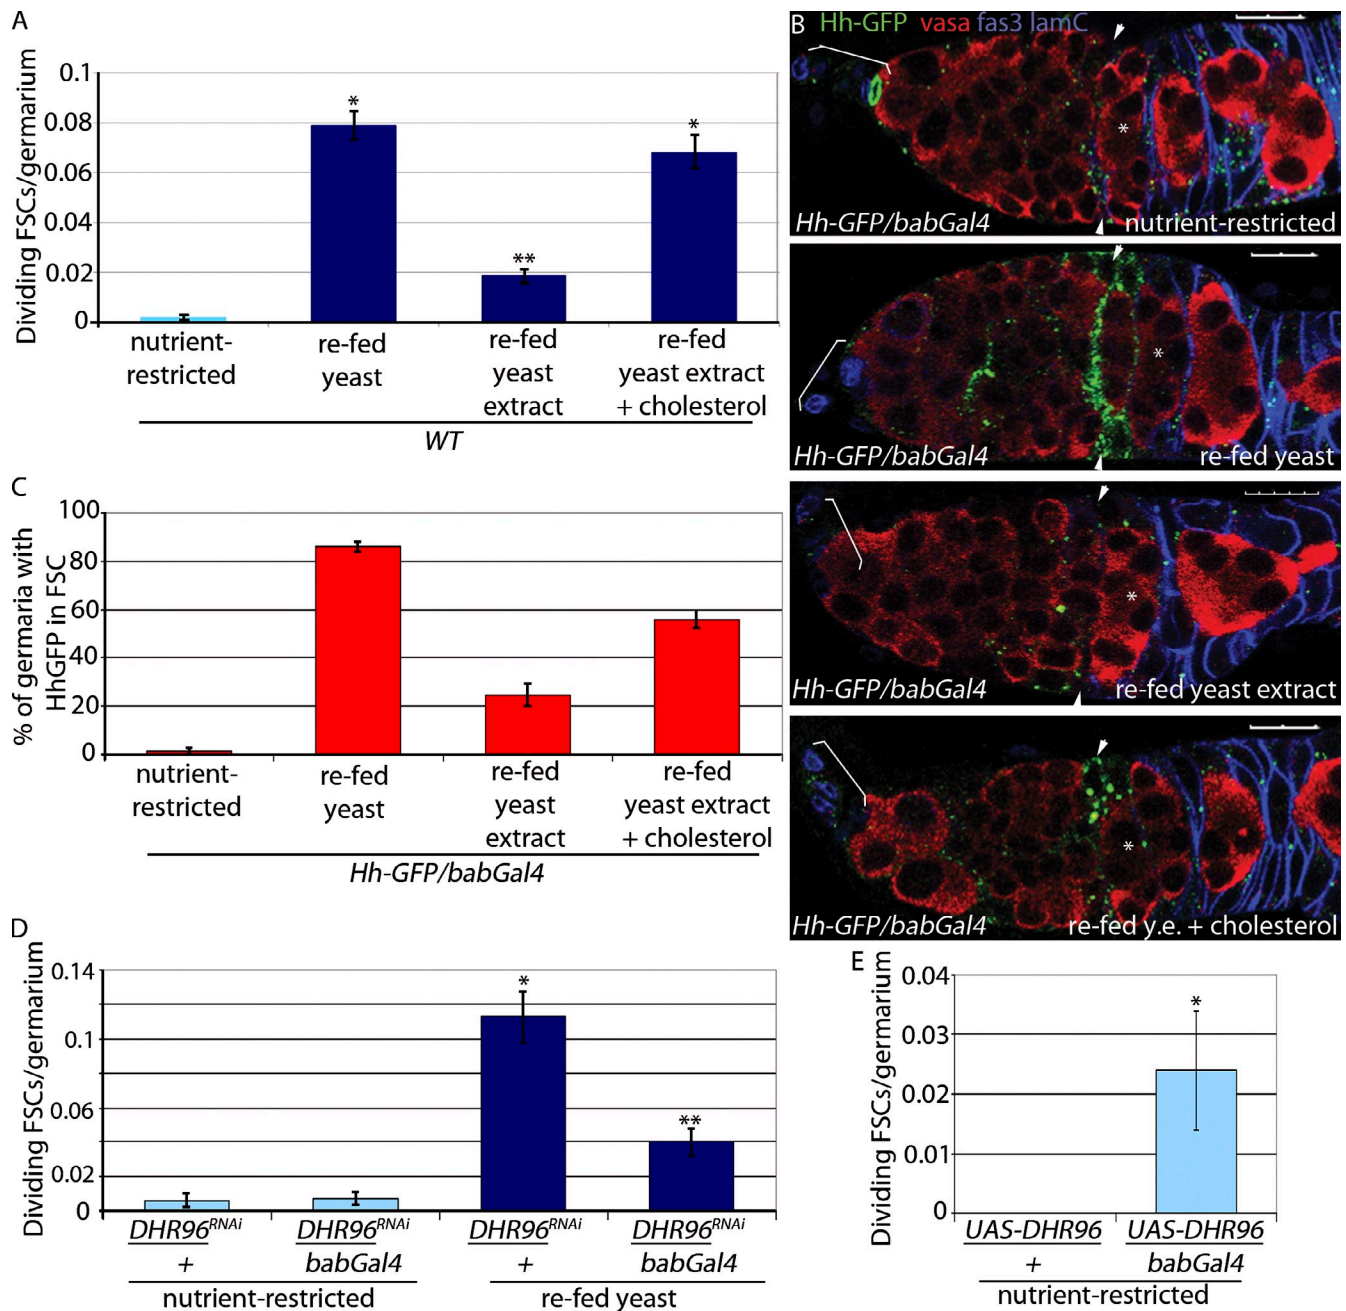 A
Dividing FSCs/germarium
0.1
0.08
0.06
0.04
0.02
0
*
**
*
nutrient-
restricted
re-fed
yeast
re-fed
yeast
extract
re-fed
yeast extract
+ cholesterol
WT
B Hh-GFP vasa fas3 lamC
*
Hh-GFP/babGal4 nutrient-restricted
*
Hh-GFP/babGal4 re-fed yeast
*
Hh-GFP/babGal4 re-fed yeast extract
*
Hh-GFP/babGal4 re-fed y.e. + cholesterol
C
% of germaria with
HhGFP in FSC
100
80
60
40
20
0
nutrient-
restricted
re-fed
yeast
re-fed
yeast
extract
re-fed
yeast extract
+ cholesterol
Hh-GFP/babGal4
D
Dividing FSCs/germarium
0.14
0.1
0.06
0.02
0
*
**
DHR96RNAi
+
DHR96RNAi
babGal4
DHR96RNAi
+
DHR96RNAi
babGal4
nutrient-restricted
re-fed yeast
E
Dividing FSCs/germarium
0.04
0.03
0.02
0.01
0
*
UAS-DHR96
+
UAS-DHR96
babGal4
nutrient-restricted